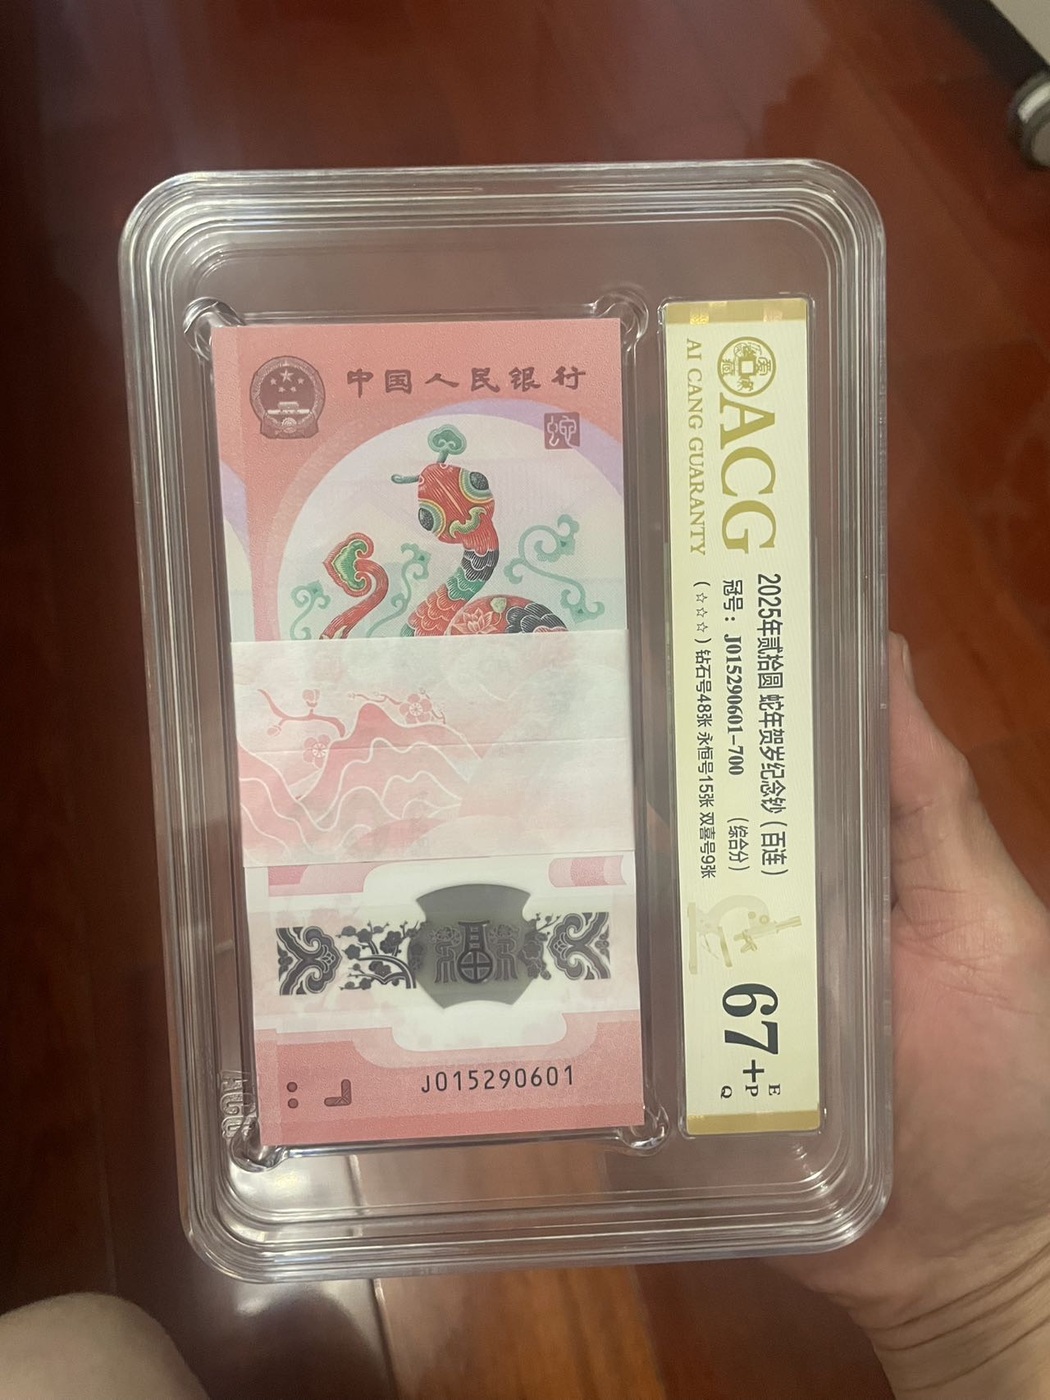 中国人民银行
蛇
福
J015290601
ACG
AI CANG GUARANTY
2025年贰拾圆 蛇年贺岁纪念钞(百连)
冠号:J015290601-700 (综合分)
(☆☆☆)钻石号48张 永恒号15张 双喜号9张
67+
E
P
Q
ACG